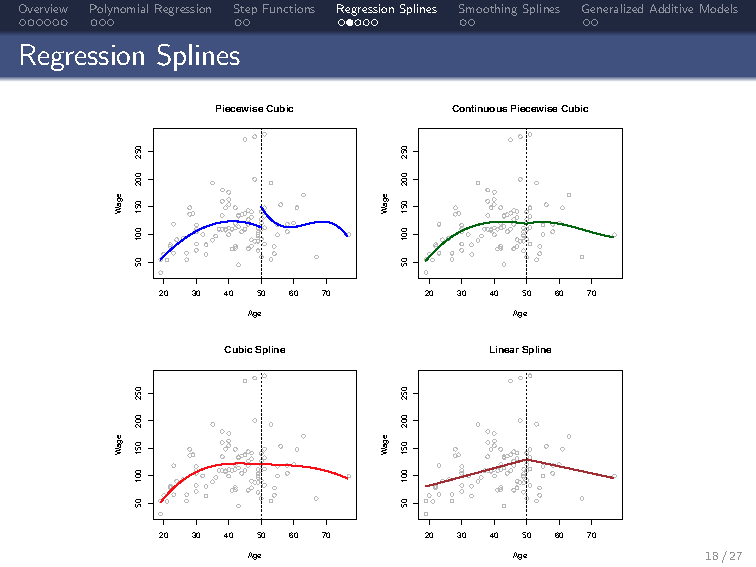 Overview Polynomial Regression Step Functions Regression Splines Smoothing Splines Generalized Additive Models
Regression Splines
Piecewise Cubic
Wage
250
200
150
100
50
20 30 40 50 60 70
Age
Continuous Piecewise Cubic
Wage
250
200
150
100
50
20 30 40 50 60 70
Age
Cubic Spline
Wage
250
200
150
100
50
20 30 40 50 60 70
Age
Linear Spline
Wage
250
200
150
100
50
20 30 40 50 60 70
Age
18 / 27